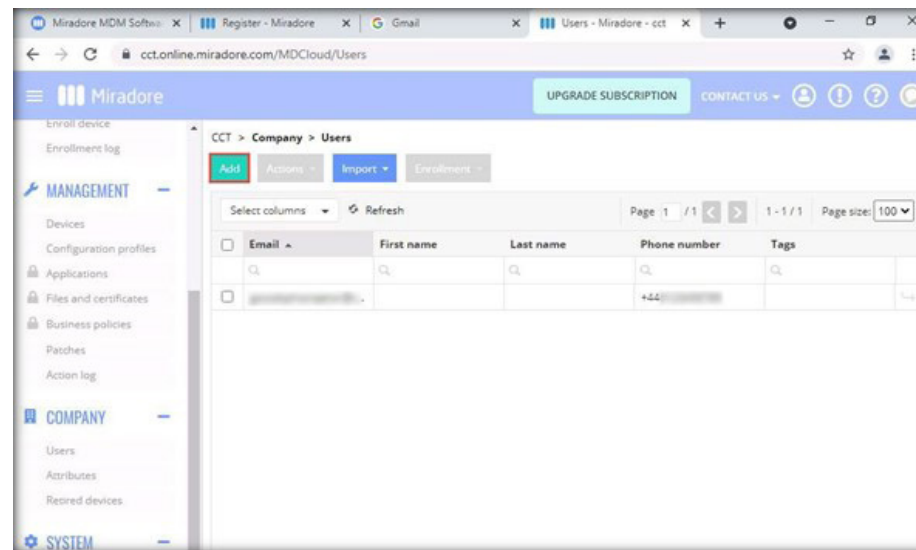 Miradore MDM Softwa
Register - Miradore
Gmail
Users - Miradore - cct
cct.online.miradore.com/MDCloud/Users
Miradore
UPGRADE SUBSCRIPTION
CONTACT US
Enroll device
Enrollment log
MANAGEMENT
Devices
Configuration profiles
Applications
Files and certificates
Business policies
Patches
Action log
COMPANY
Users
Attributes
Retired devices
SYSTEM
CCT > Company > Users
Add Actions Import Enrollment
Select columns Refresh Page 1 / 1 1 - 1 / 1 Page size: 100
Email First name Last name Phone number Tags
+44